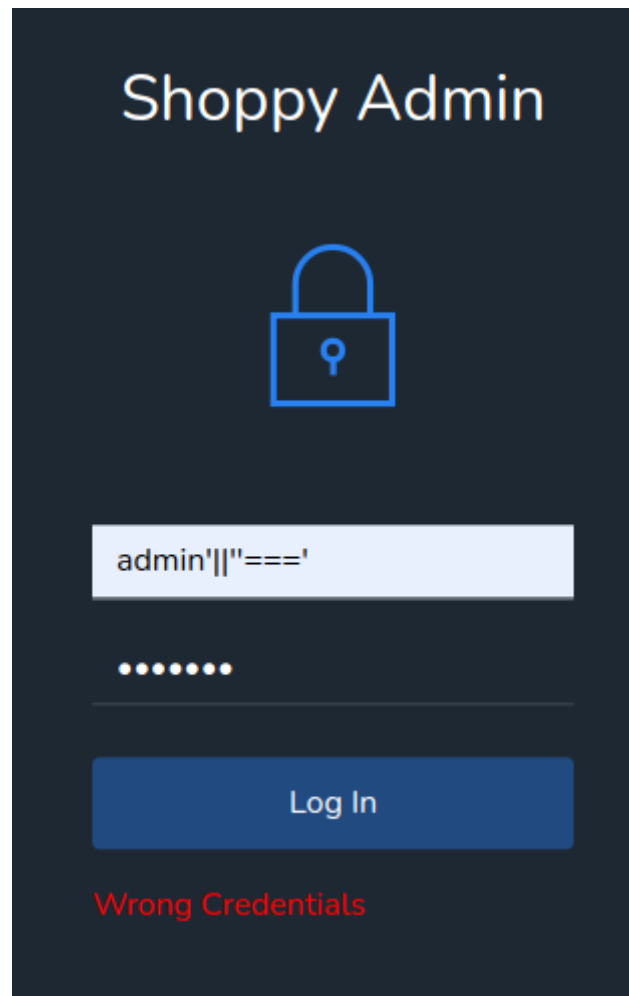 Shoppy Admin
admin'||''==='
•••••••
Log In
Wrong Credentials